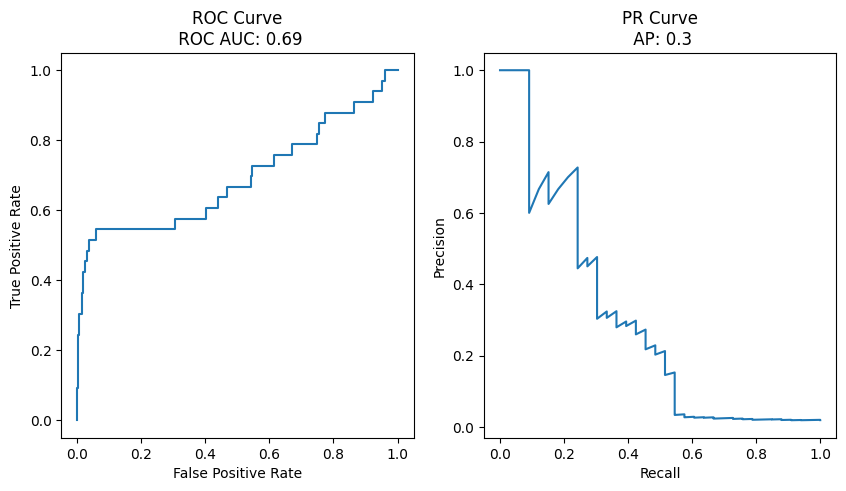 ROC Curve
ROC AUC: 0.69
1.0
0.8
0.6
0.4
0.2
0.0
True Positive Rate
0.0 0.2 0.4 0.6 0.8 1.0
False Positive Rate
PR Curve
AP: 0.3
1.0
0.8
0.6
0.4
0.2
0.0
Precision
0.0 0.2 0.4 0.6 0.8 1.0
Recall